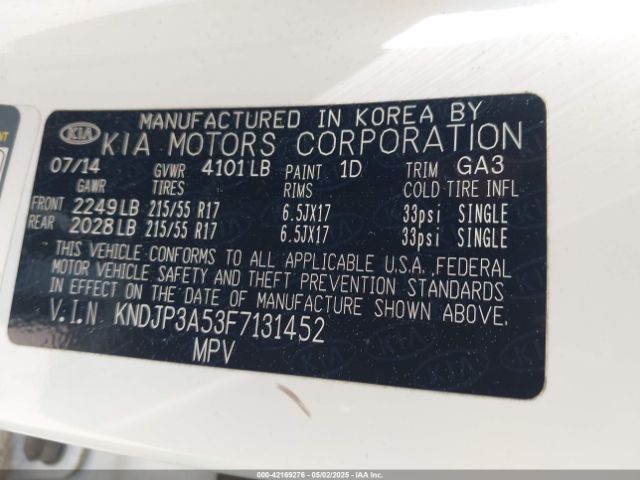 MANUFACTURED IN KOREA BY
KIA KIA MOTORS CORPORATION
07/14 GVWR 4101LB PAINT 1D TRIM GA3
GAWR TIRES RIMS COLD TIRE INFL
FRONT 2249LB 215/55 R17 6.5JX17 33psi SINGLE
REAR 2028LB 215/55 R17 6.5JX17 33psi SINGLE
THIS VEHICLE CONFORMS TO ALL APPLICABLE U.S.A. FEDERAL
MOTOR VEHICLE SAFETY AND THEFT PREVENTION STANDARDS
IN EFFECT ON THE DATE OF MANUFACTURE SHOWN ABOVE.
V.I.N KNDJP3A53F7131452
MPV
000-42169276 - 05/02/2025 - IAAI.COM